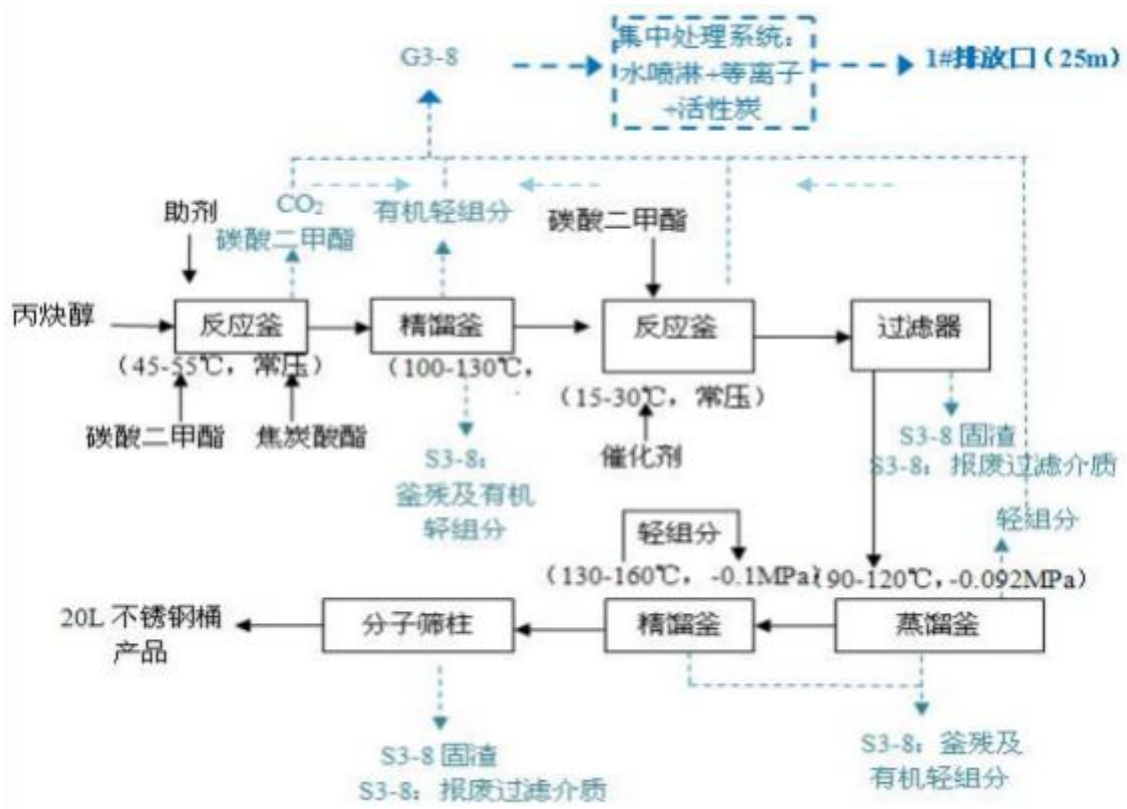 G3-8
集中处理系统：
水喷淋+等离子
+活性炭
1#排放口（25m）
助剂
CO₂
碳酸二甲酯
有机轻组分
碳酸二甲酯
丙炔醇
反应釜
精馏釜
反应釜
过滤器
（45-55℃，常压）
（100-130℃，
（15-30℃，常压）
碳酸二甲酯
焦炭酸酯
催化剂
S3-8：
釜残及有机
轻组分
S3-8 固渣
S3-8：报废过滤介质
轻组分
轻组分
（130-160℃，-0.1MPa）
（90-120℃,-0.092MPa）
20L 不锈钢桶
产品
分子筛柱
精馏釜
蒸馏釜
S3-8 固渣
S3-8：报废过滤介质
S3-8：釜残及
有机轻组分